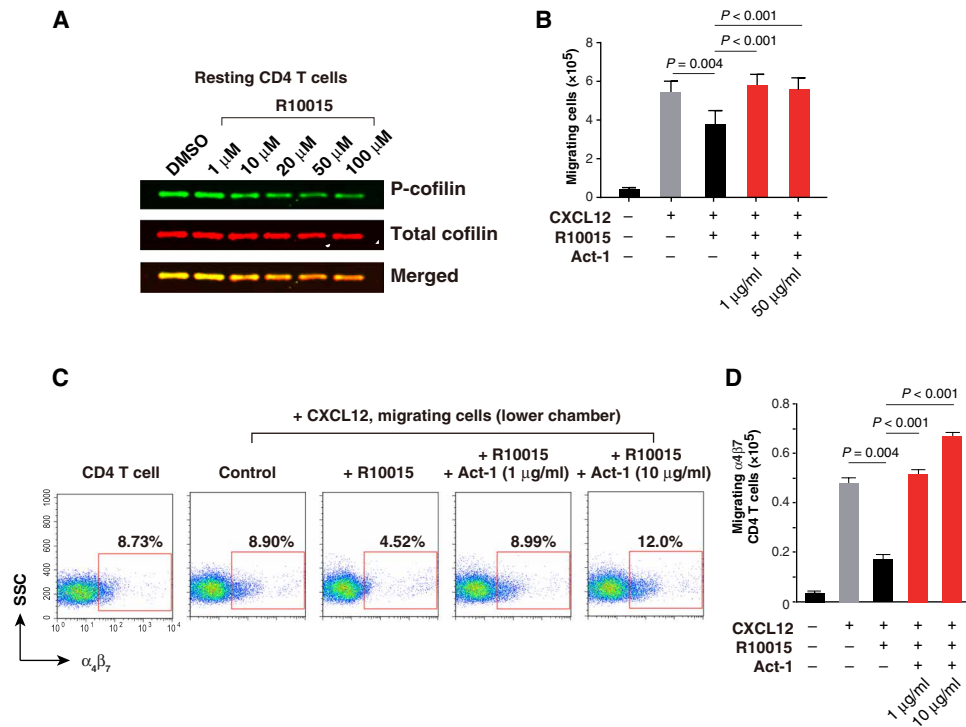 A
Resting CD4 T cells
R10015
DMSO
1 μM
10 μM
20 μM
50 μM
100 μM
P-cofilin
Total cofilin
Merged
B
P < 0.001
P < 0.001
P = 0.004
Migrating cells (×10⁵)
8
6
4
2
0
CXCL12 – + + + +
R10015 – – + + +
Act-1 – – – + +
1 μg/ml
50 μg/ml
C
+ CXCL12, migrating cells (lower chamber)
CD4 T cell
Control
+ R10015
+ R10015
+ Act-1 (1 μg/ml)
+ R10015
+ Act-1 (10 μg/ml)
1000
800
600
400
200
0
8.73%
8.90%
4.52%
8.99%
12.0%
10⁰ 10¹ 10² 10³ 10⁴
SSC
α₄β₇
D
P < 0.001
P < 0.001
P = 0.004
Migrating α4β7
CD4 T cells (×10⁵)
0.8
0.6
0.4
0.2
0
CXCL12 – + + + +
R10015 – – + + +
Act-1 – – – + +
1 μg/ml
10 μg/ml